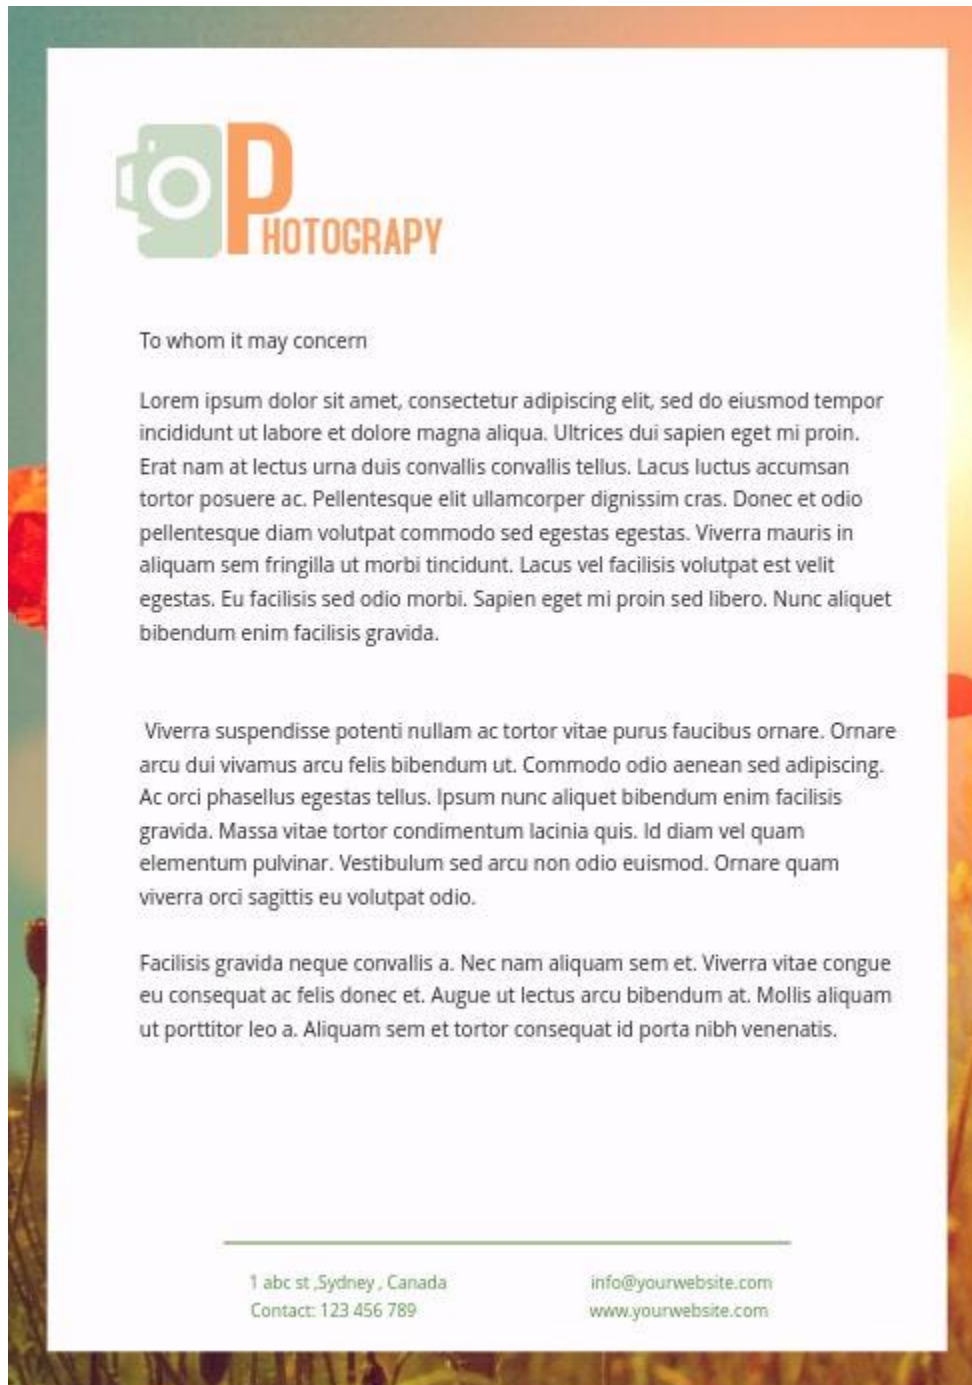 PHOTOGRAPY
To whom it may concern
Lorem ipsum dolor sit amet, consectetur adipiscing elit, sed do eiusmod tempor
incididunt ut labore et dolore magna aliqua. Ultrices dui sapien eget mi proin.
Erat nam at lectus urna duis convallis convallis tellus. Lacus luctus accumsan
tortor posuere ac. Pellentesque elit ullamcorper dignissim cras. Donec et odio
pellentesque diam volutpat commodo sed egestas egestas. Viverra mauris in
aliquam sem fringilla ut morbi tincidunt. Lacus vel facilisis volutpat est velit
egestas. Eu facilisis sed odio morbi. Sapien eget mi proin sed libero. Nunc aliquet
bibendum enim facilisis gravida.
Viverra suspendisse potenti nullam ac tortor vitae purus faucibus ornare. Ornare
arcu dui vivamus arcu felis bibendum ut. Commodo odio aenean sed adipiscing.
Ac orci phasellus egestas tellus. Ipsum nunc aliquet bibendum enim facilisis
gravida. Massa vitae tortor condimentum lacinia quis. Id diam vel quam
elementum pulvinar. Vestibulum sed arcu non odio euismod. Ornare quam
viverra orci sagittis eu volutpat odio.
Facilisis gravida neque convallis a. Nec nam aliquam sem et. Viverra vitae congue
eu consequat ac felis donec et. Augue ut lectus arcu bibendum at. Mollis aliquam
ut porttitor leo a. Aliquam sem et tortor consequat id porta nibh venenatis.
1 abc st ,Sydney , Canada
Contact: 123 456 789
info@yourwebsite.com
www.yourwebsite.com